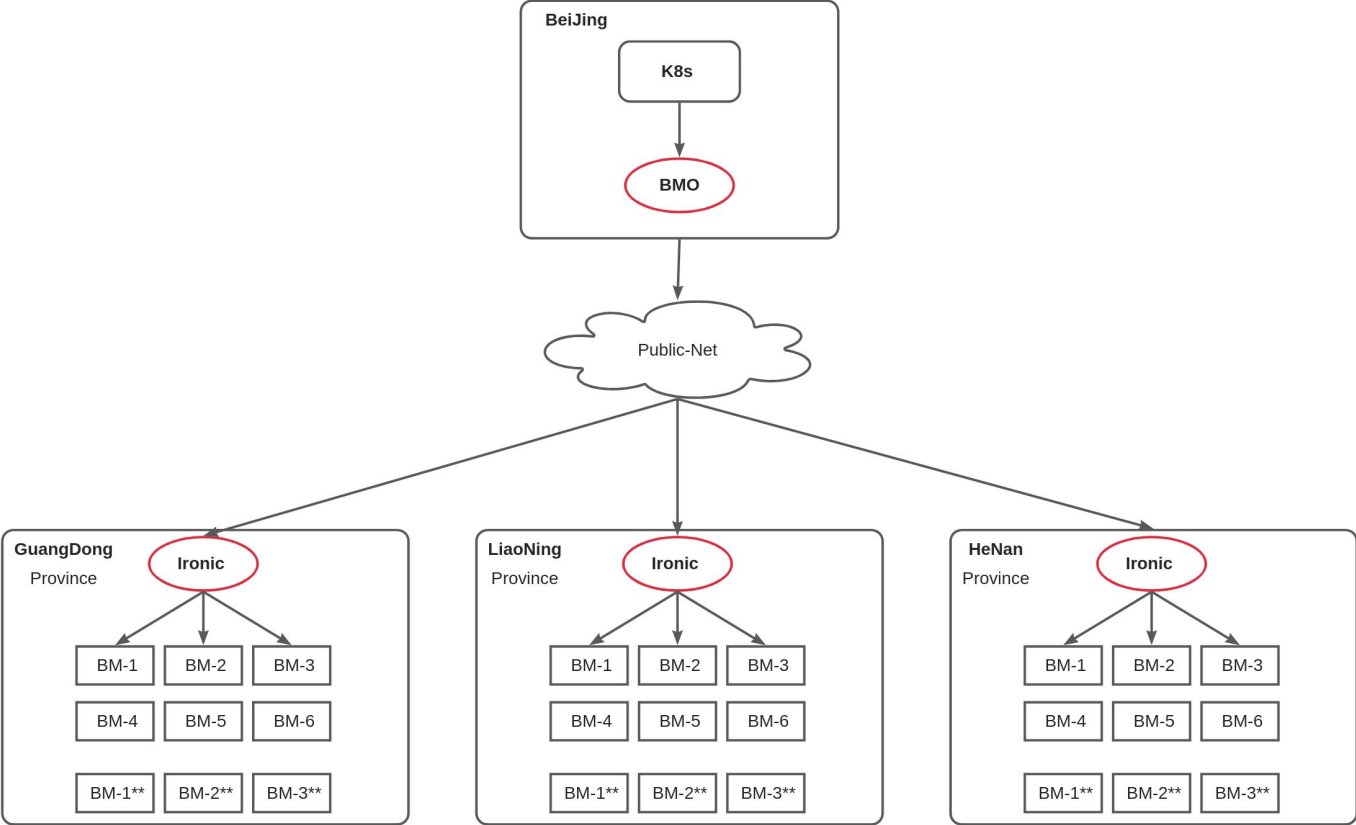 BeiJing
K8s
BMO
Public-Net
GuangDong
Province
Ironic
BM-1 BM-2 BM-3
BM-4 BM-5 BM-6
BM-1** BM-2** BM-3**
LiaoNing
Province
Ironic
BM-1 BM-2 BM-3
BM-4 BM-5 BM-6
BM-1** BM-2** BM-3**
HeNan
Province
Ironic
BM-1 BM-2 BM-3
BM-4 BM-5 BM-6
BM-1** BM-2** BM-3**